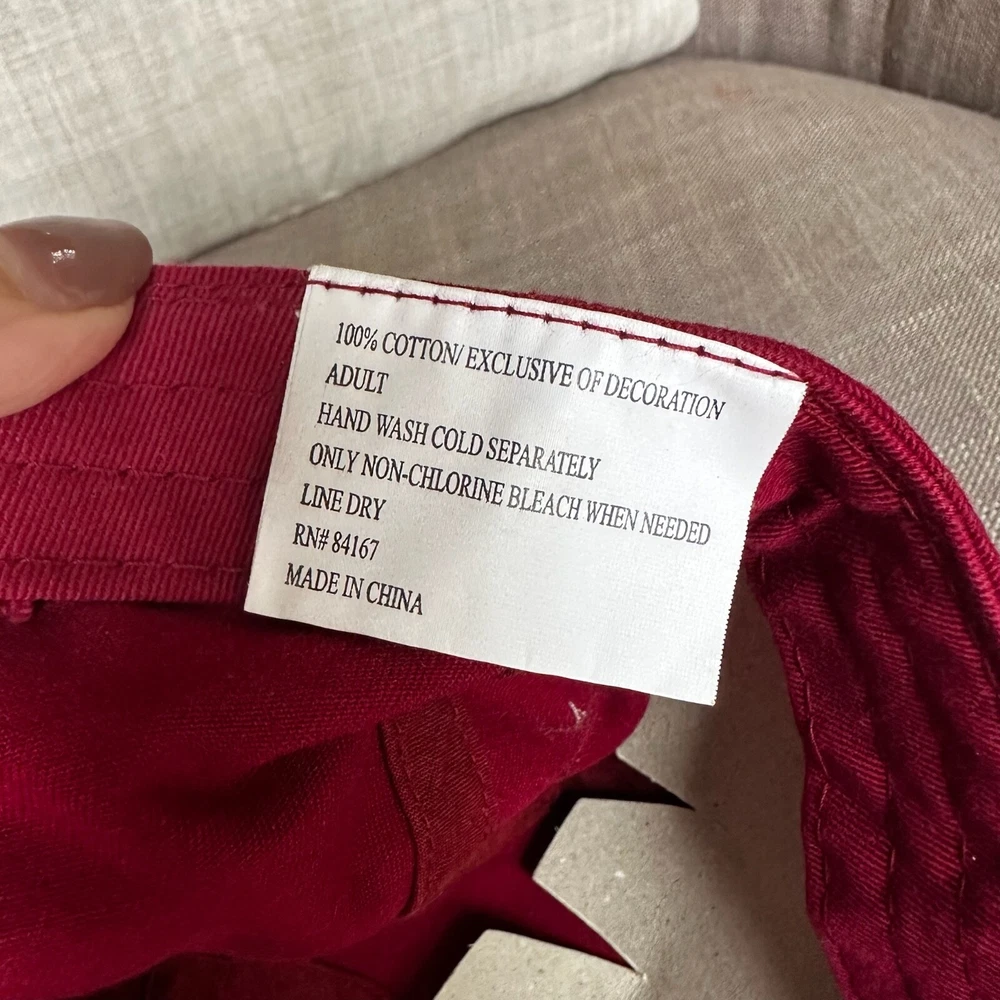 100% COTTON/ EXCLUSIVE OF DECORATION
ADULT
HAND WASH COLD SEPARATELY
ONLY NON-CHLORINE BLEACH WHEN NEEDED
LINE DRY
RN# 84167
MADE IN CHINA